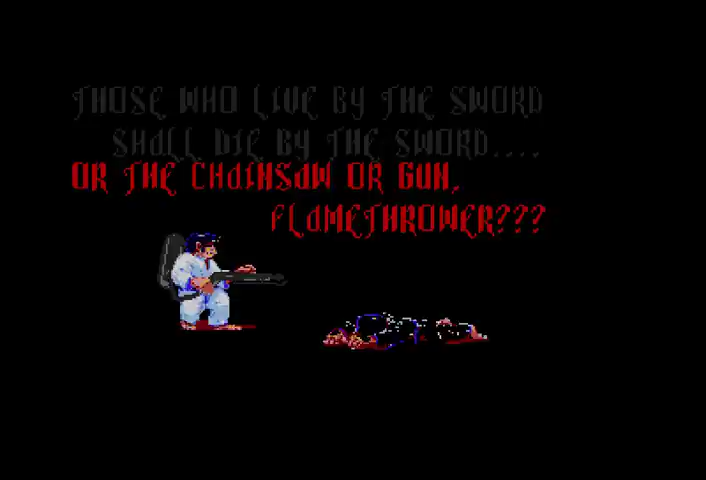 THOSE WHO LIVE BY THE SWORD
SHALL DIE BY THE SWORD....
OR THE CHAINSAW OR GUN,
FLAMETHROWER???